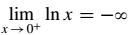 lim ln x = −∞
x→0⁺